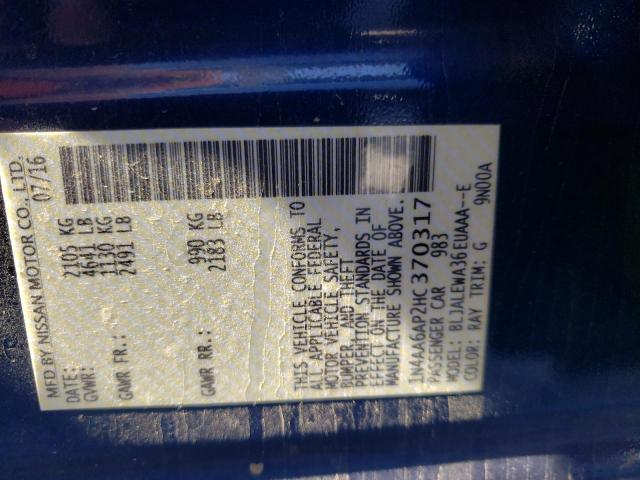 MFD BY NISSAN MOTOR CO., LTD.
DATE: 07/16
GVWR: 2105 KG
4641 LB
GAWR FR.: 1130 KG
2491 LB
GAWR RR.: 990 KG
2183 LB
THIS VEHICLE CONFORMS TO
ALL APPLICABLE FEDERAL
MOTOR VEHICLE SAFETY,
BUMPER, AND THEFT
PREVENTION STANDARDS IN
EFFECT ON THE DATE OF
MANUFACTURE SHOWN ABOVE.
1N4AA6AP2HC370317
PASSENGER CAR 983
MODEL: BLJALEWA36EUAAA--E
COLOR: RAY TRIM: G 9N00A